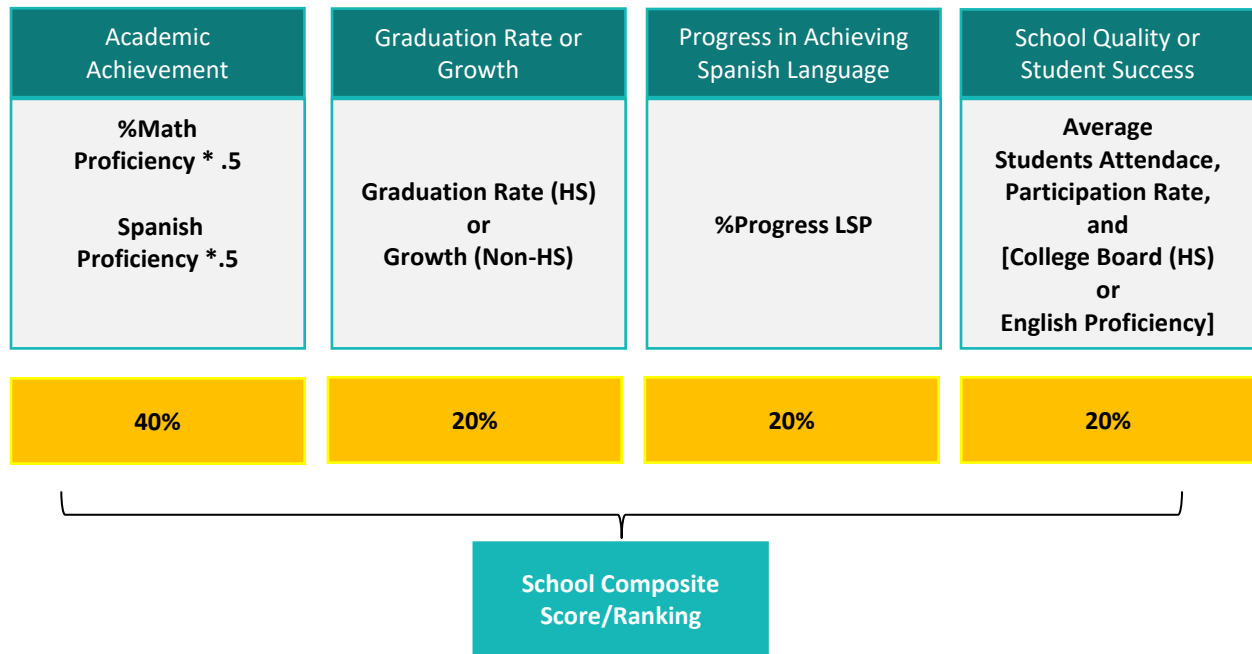 Academic
Achievement
%Math
Proficiency * .5
Spanish
Proficiency *.5
40%
Graduation Rate or
Growth
Graduation Rate (HS)
or
Growth (Non-HS)
20%
Progress in Achieving
Spanish Language
%Progress LSP
20%
School Quality or
Student Success
Average
Students Attendace,
Participation Rate,
and
[College Board (HS)
or
English Proficiency]
20%
School Composite
Score/Ranking